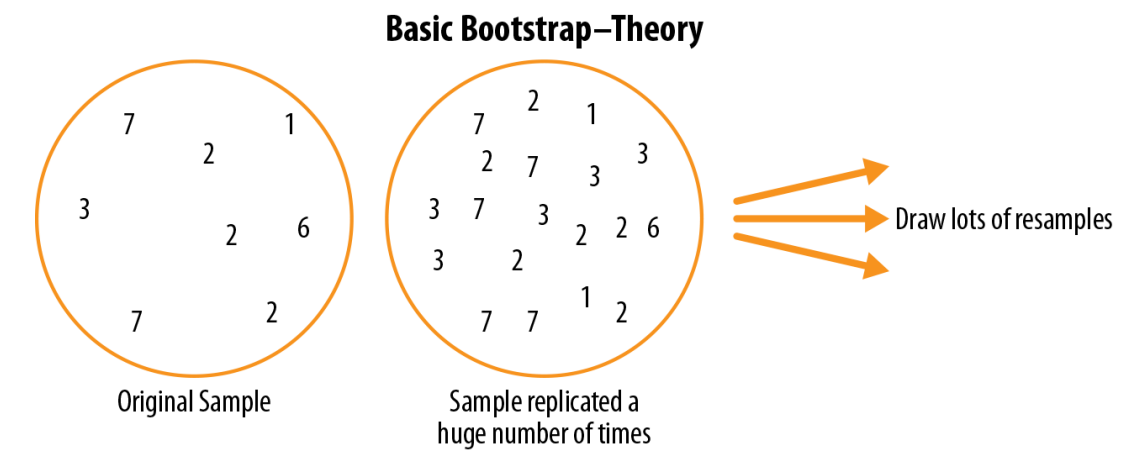 Basic Bootstrap–Theory
7 1
2
3
2 6
7 2
Original Sample
2 1
7
2 7 3
3
3 7 3 2 2 6
3 2
1
7 7 2
Sample replicated a
huge number of times
Draw lots of resamples